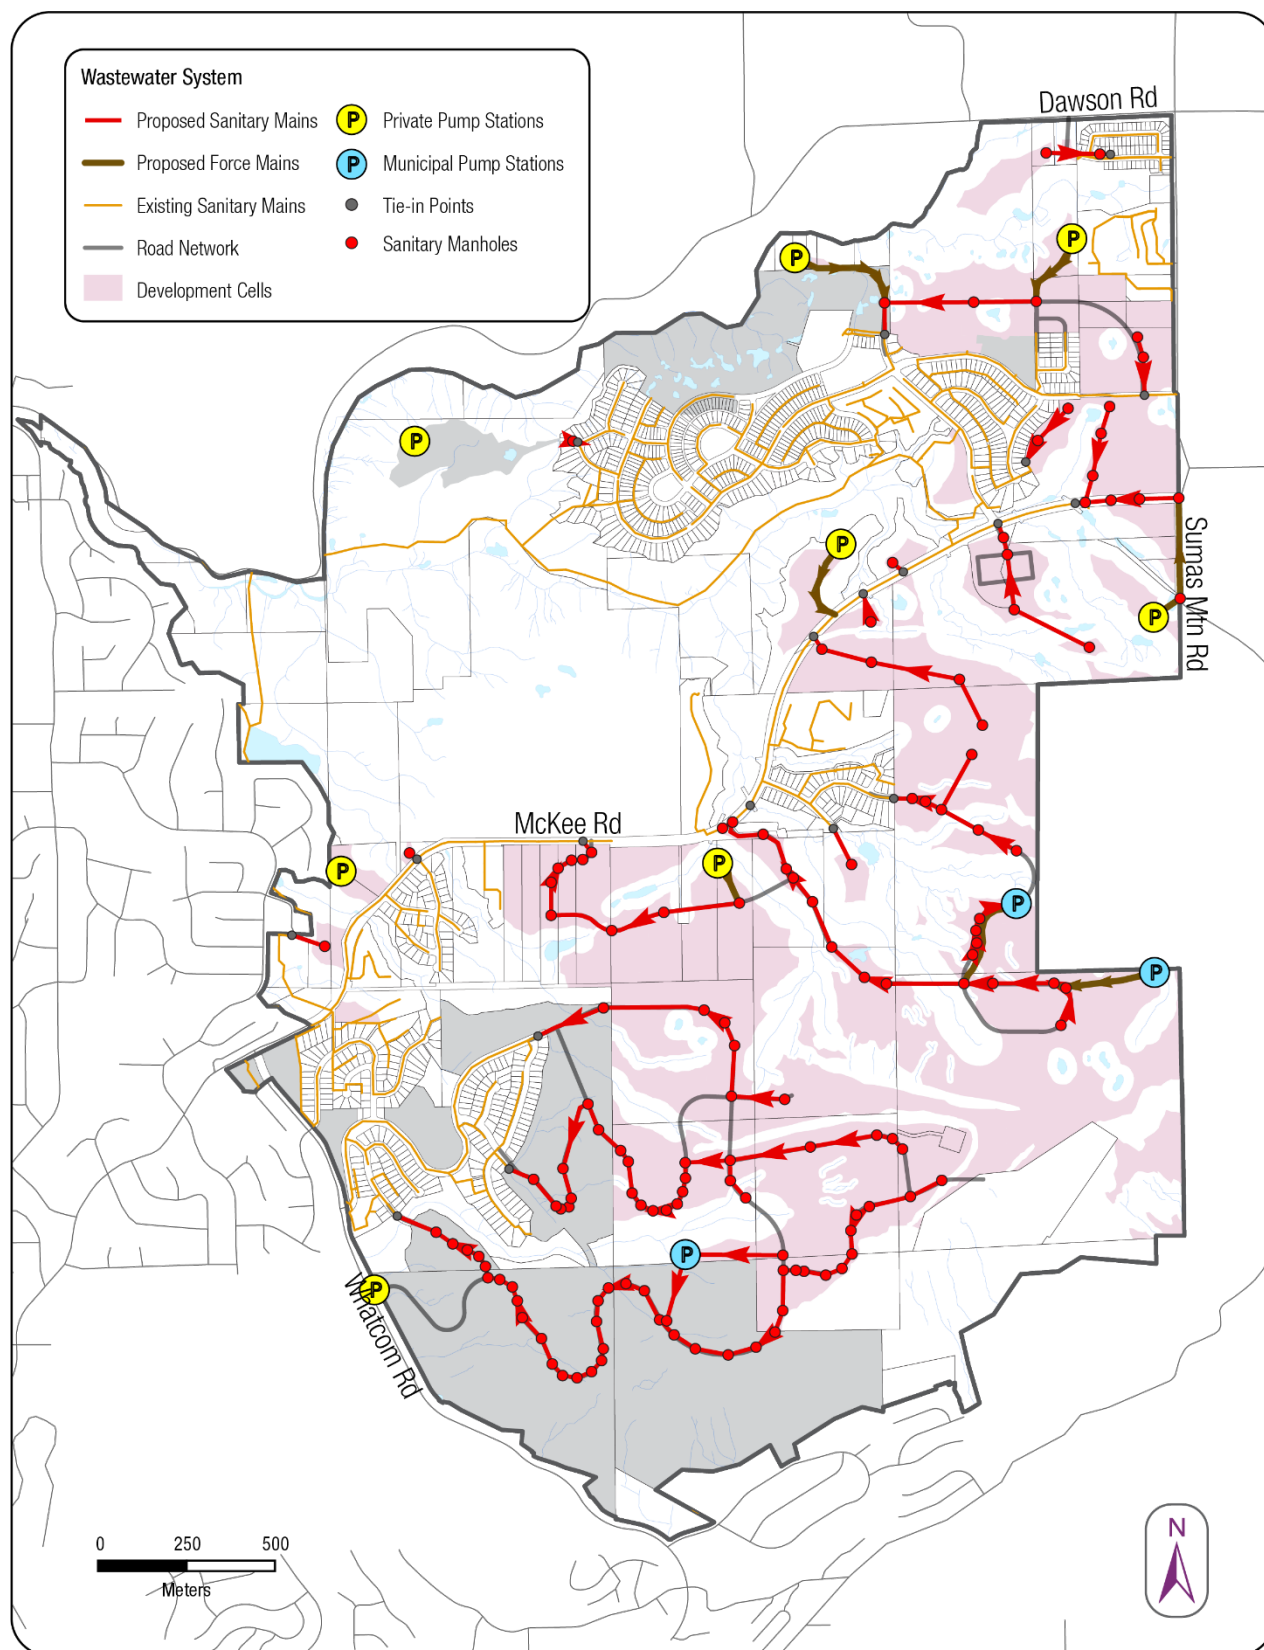 Wastewater System
Proposed Sanitary Mains
P Private Pump Stations
Proposed Force Mains
P Municipal Pump Stations
Existing Sanitary Mains
Tie-in Points
Road Network
Sanitary Manholes
Development Cells
Dawson Rd
P
P
P
Sumas Mtn Rd
P
P
McKee Rd
P
P
P
P
P
P
Whatcom Rd
0 250 500
Meters
N